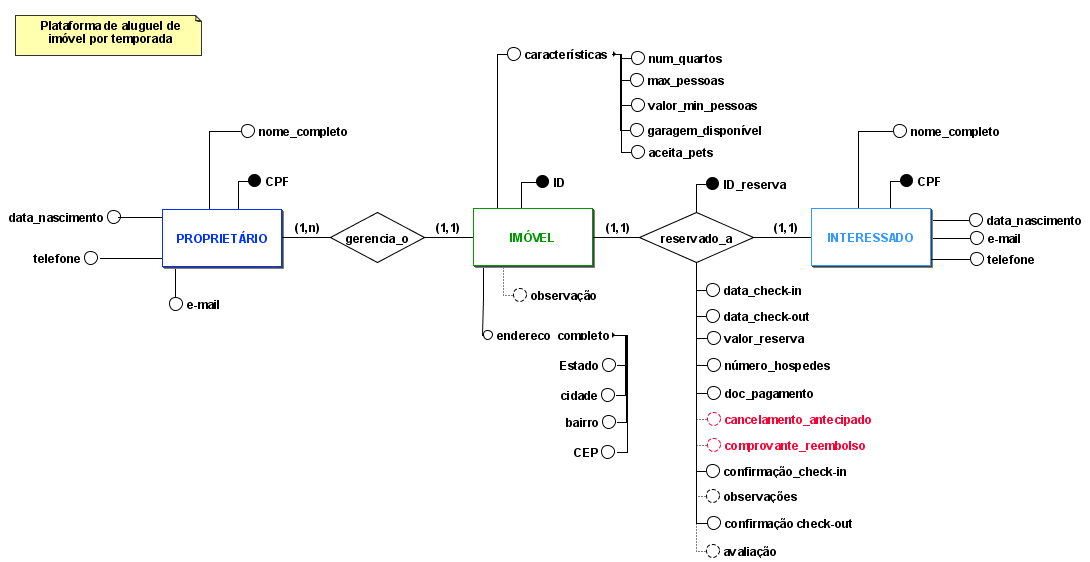 Plataforma de aluguel de
imóvel por temporada
características
num_quartos
max_pessoas
valor_min_pessoas
garagem_disponível
aceita_pets
nome_completo
CPF
data_nascimento
telefone
e-mail
PROPRIETÁRIO
(1,n)
gerencia_o
(1,1)
ID
IMÓVEL
observação
endereco completo
Estado
cidade
bairro
CEP
(1,1)
reservado_a
ID_reserva
(1,1)
data_check-in
data_check-out
valor_reserva
número_hospedes
doc_pagamento
cancelamento_antecipado
comprovante_reembolso
confirmação_check-in
observações
confirmação check-out
avaliação
nome_completo
CPF
INTERESSADO
data_nascimento
e-mail
telefone